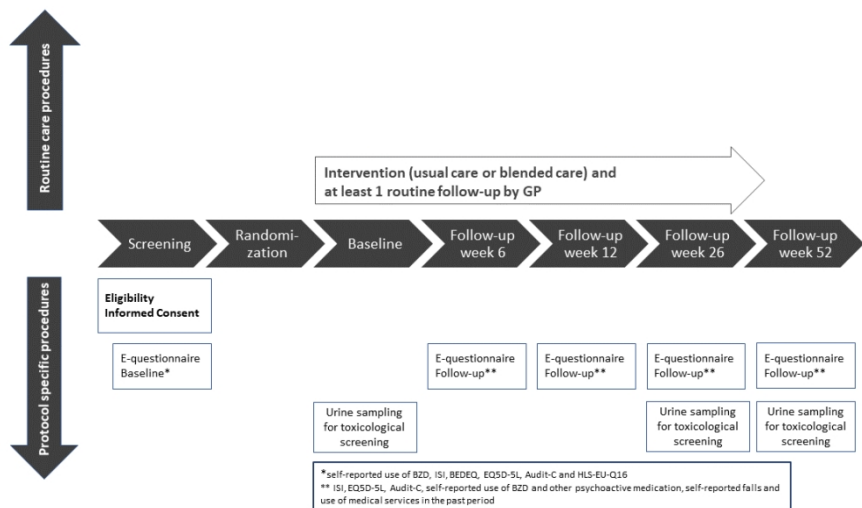 Routine care procedures
Intervention (usual care or blended care) and
at least 1 routine follow-up by GP
Screening
Randomi-
zation
Baseline
Follow-up
week 6
Follow-up
week 12
Follow-up
week 26
Follow-up
week 52
Protocol specific procedures
Eligibility
Informed Consent
E-questionnaire
Baseline*
E-questionnaire
Follow-up**
E-questionnaire
Follow-up**
E-questionnaire
Follow-up**
E-questionnaire
Follow-up**
Urine sampling
for toxicological
screening
Urine sampling
for toxicological
screening
Urine sampling
for toxicological
screening
*self-reported use of BZD, ISI, BEDEQ, EQ5D-5L, Audit-C and HLS-EU-Q16
** ISI, EQ5D-5L, Audit-C, self-reported use of BZD and other psychoactive medication, self-reported falls and
use of medical services in the past period